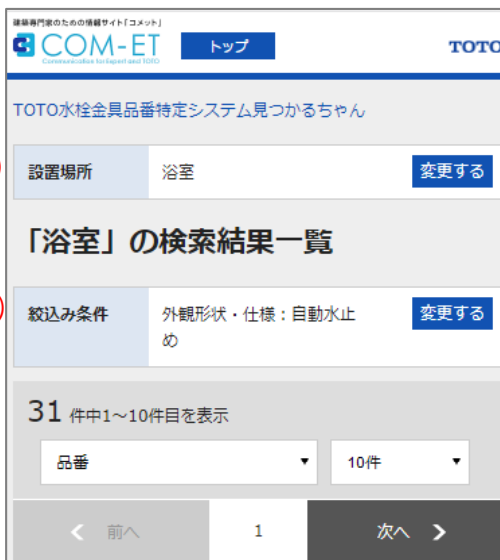 建築専門家のための情報サイト「コメット」
COM-ET
Communication for Expert and TOTO
トップ
TOTO
TOTO水栓金具品番特定システム見つかるちゃん
設置場所
浴室
変更する
「浴室」の検索結果一覧
絞込み条件
外観形状・仕様：自動水止
め
変更する
31 件中1～10件目を表示
品番
10件
前へ
1
次へ